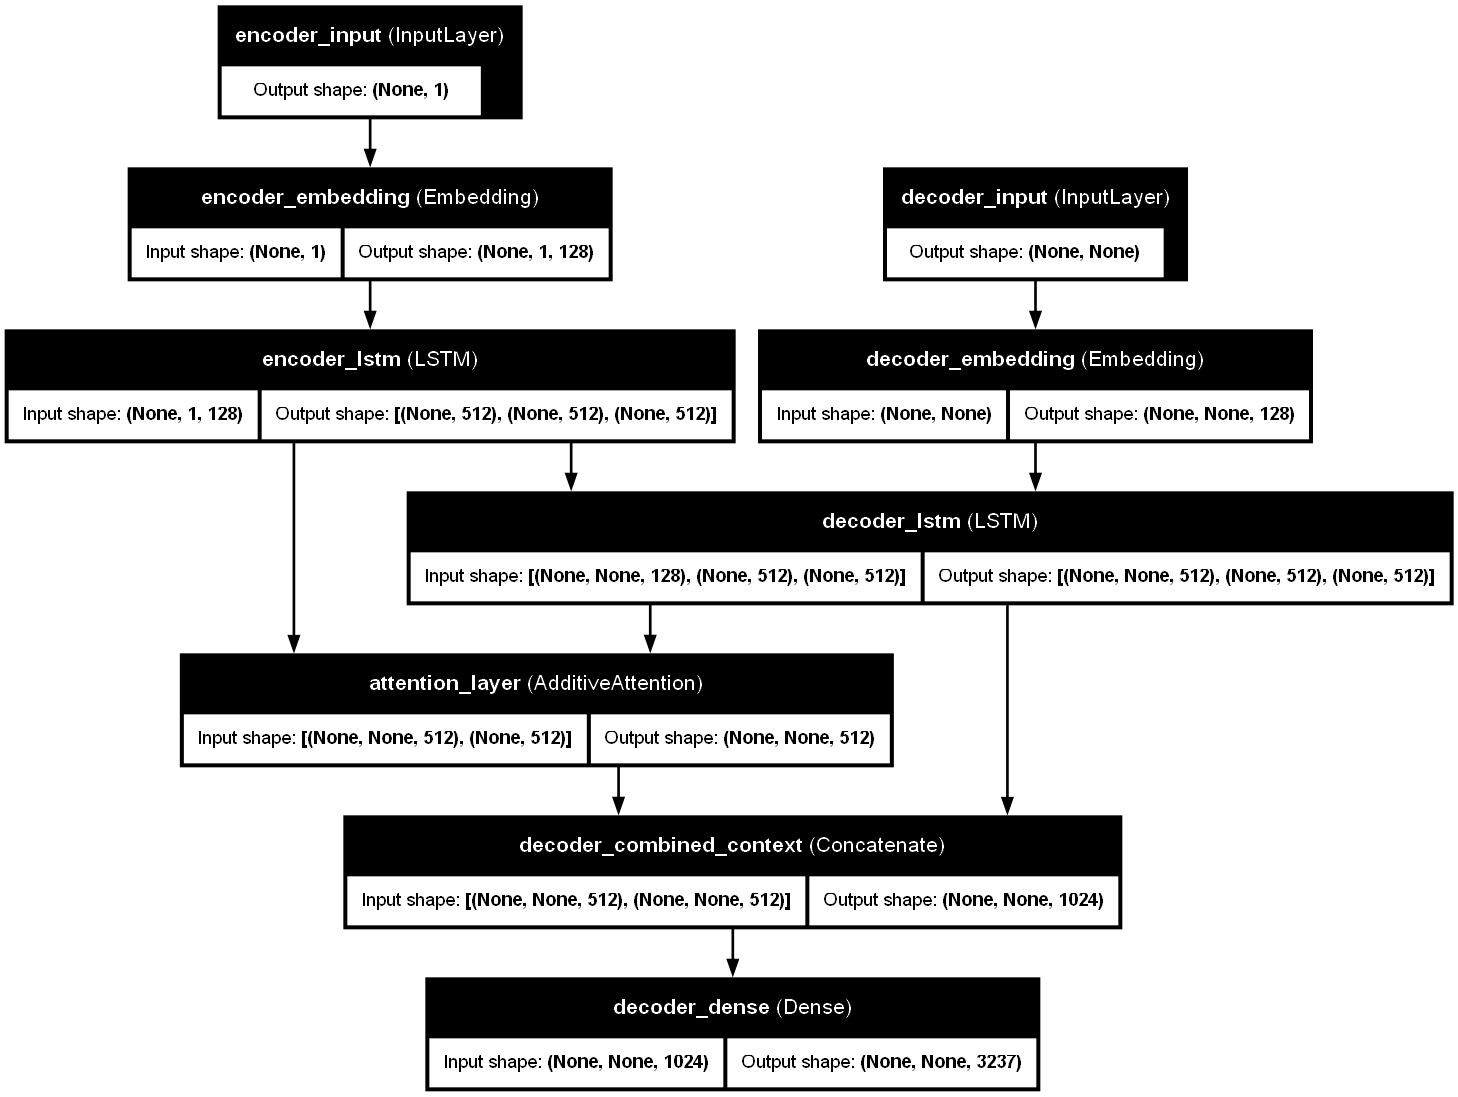 encoder_input (InputLayer)
Output shape: (None, 1)
encoder_embedding (Embedding)
Input shape: (None, 1)
Output shape: (None, 1, 128)
decoder_input (InputLayer)
Output shape: (None, None)
encoder_lstm (LSTM)
Input shape: (None, 1, 128)
Output shape: [(None, 512), (None, 512), (None, 512)]
decoder_embedding (Embedding)
Input shape: (None, None)
Output shape: (None, None, 128)
decoder_lstm (LSTM)
Input shape: [(None, None, 128), (None, 512), (None, 512)]
Output shape: [(None, None, 512), (None, 512), (None, 512)]
attention_layer (AdditiveAttention)
Input shape: [(None, None, 512), (None, 512)]
Output shape: (None, None, 512)
decoder_combined_context (Concatenate)
Input shape: [(None, None, 512), (None, None, 512)]
Output shape: (None, None, 1024)
decoder_dense (Dense)
Input shape: (None, None, 1024)
Output shape: (None, None, 3237)